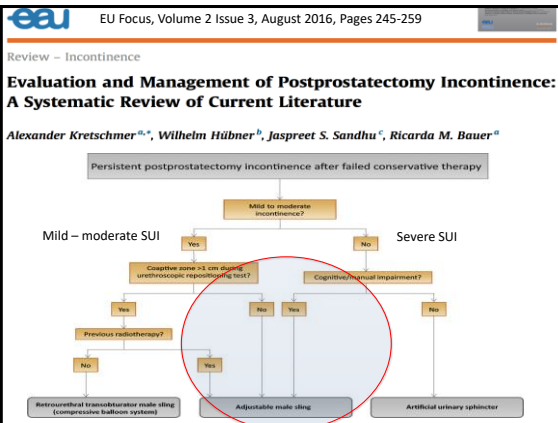 eau
EU Focus, Volume 2 Issue 3, August 2016, Pages 245-259
Review – Incontinence
Evaluation and Management of Postprostatectomy Incontinence:
A Systematic Review of Current Literature
Alexander Kretschmer a,*, Wilhelm Hübner b, Jaspreet S. Sandhu c, Ricarda M. Bauer a
Persistent postprostatectomy incontinence after failed conservative therapy
Mild to moderate
incontinence?
Mild – moderate SUI
Yes
No
Severe SUI
Coaptive zone >1 cm during
urethroscopic repositioning test?
Cognitive/manual impairment?
Yes
No
Yes
No
Previous radiotherapy?
No
Yes
Retrourethral transobturator male sling
(compressive balloon system)
Adjustable male sling
Artificial urinary sphincter